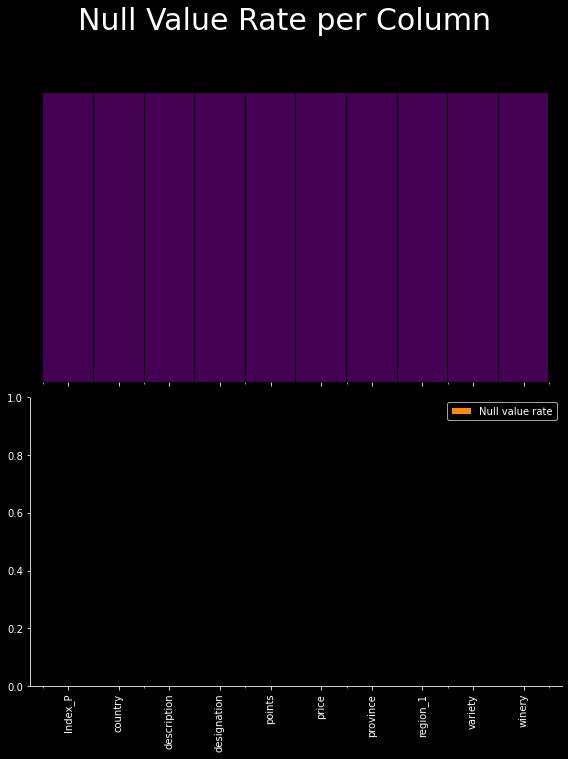 Null Value Rate per Column
1.0
Null value rate
0.8
0.6
0.4
0.2
0.0
Index_P
country
description
designation
points
price
province
region_1
variety
winery